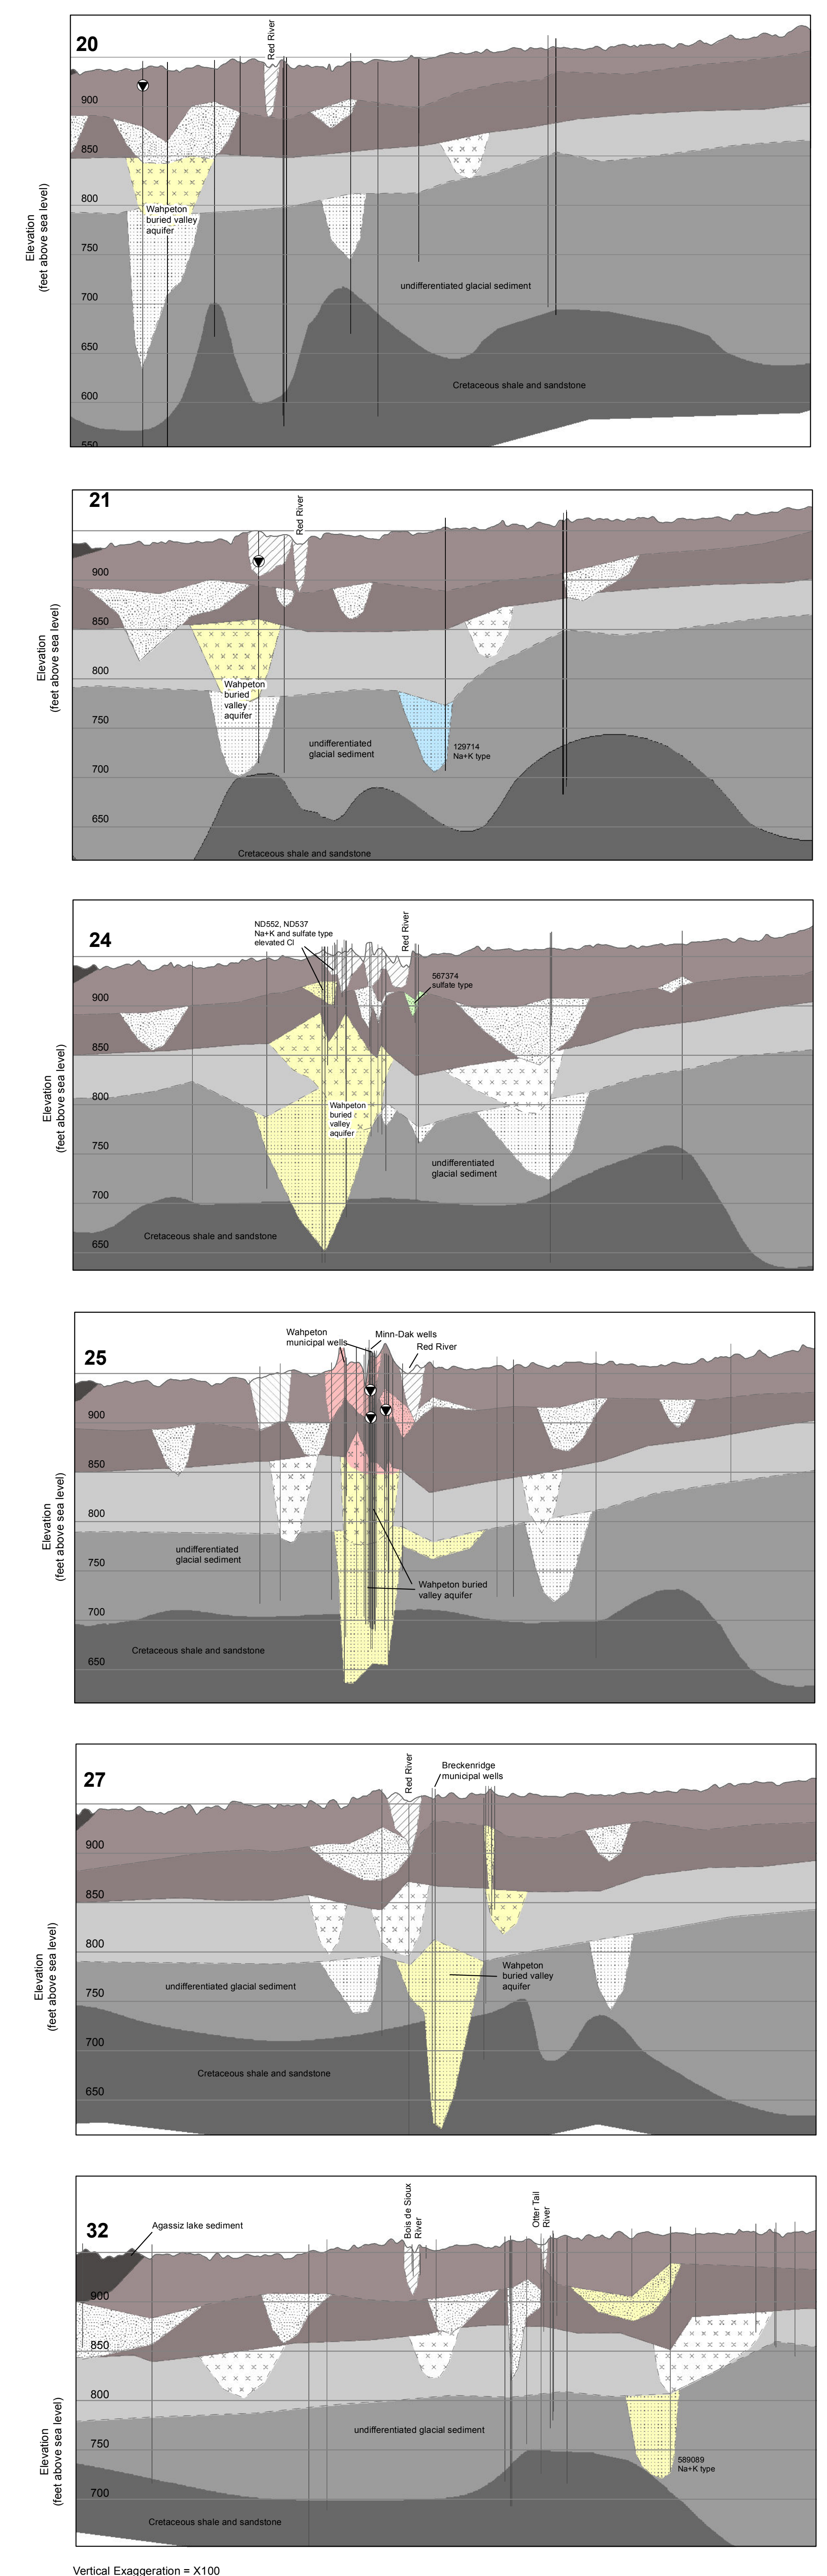 20
Red River
900
850
800
750
700
650
600
550
Elevation
(feet above sea level)
Wahpeton
buried valley
aquifer
undifferentiated glacial sediment
Cretaceous shale and sandstone
21
Red River
900
850
800
750
700
650
Elevation
(feet above sea level)
Wahpeton
buried
valley
aquifer
undifferentiated
glacial sediment
129714
Na+K type
Cretaceous shale and sandstone
24
ND552, ND537
Na+K and sulfate type
elevated Cl
Red River
567374
sulfate type
900
850
800
750
700
650
Elevation
(feet above sea level)
Wahpeton
buried
valley
aquifer
undifferentiated
glacial sediment
Cretaceous shale and sandstone
25
Wahpeton
municipal wells
Minn-Dak wells
Red River
900
850
800
750
700
650
Elevation
(feet above sea level)
undifferentiated
glacial sediment
Wahpeton buried
valley aquifer
Cretaceous shale and sandstone
27
Red River
Breckenridge
municipal wells
900
850
800
750
700
650
Elevation
(feet above sea level)
Wahpeton
buried valley
aquifer
undifferentiated glacial sediment
Cretaceous shale and sandstone
32
Agassiz lake sediment
Bois de Sioux
River
Otter Tail
River
900
850
800
750
700
Elevation
(feet above sea level)
undifferentiated glacial sediment
589089
Na+K type
Cretaceous shale and sandstone
Vertical Exaggeration = X100